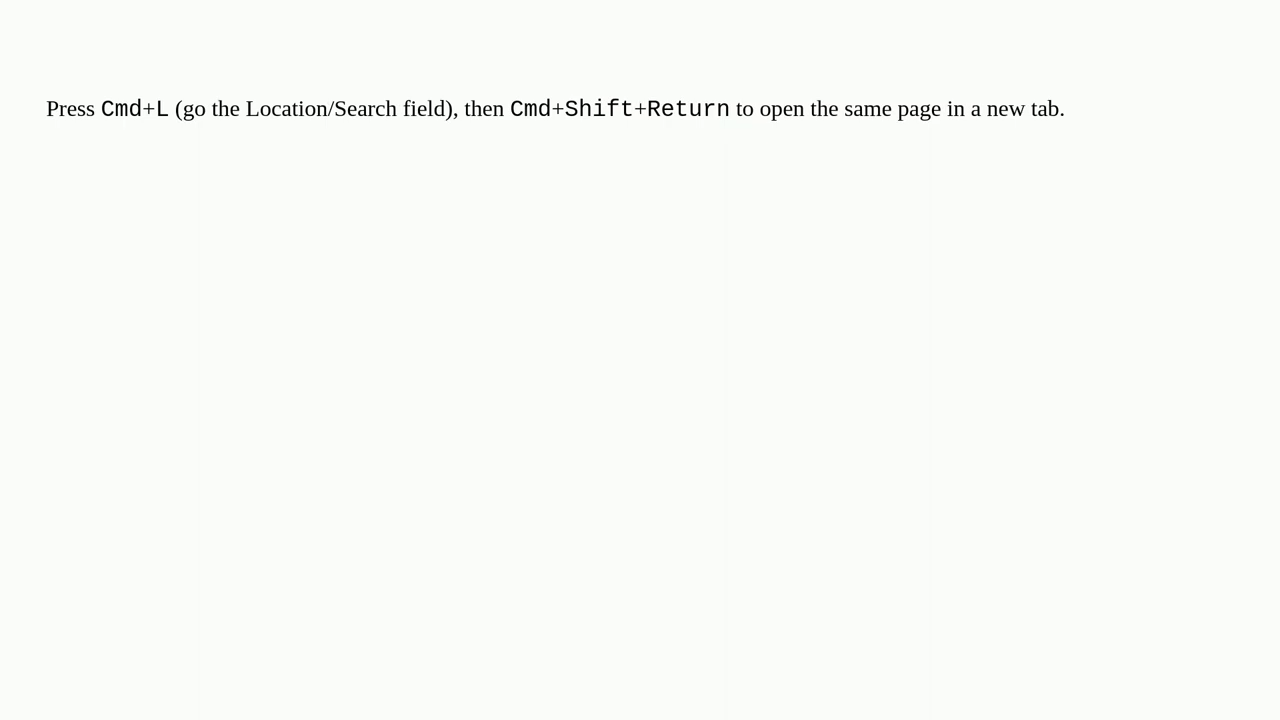 Press Cmd+L (go the Location/Search field), then Cmd+Shift+Return to open the same page in a new tab.